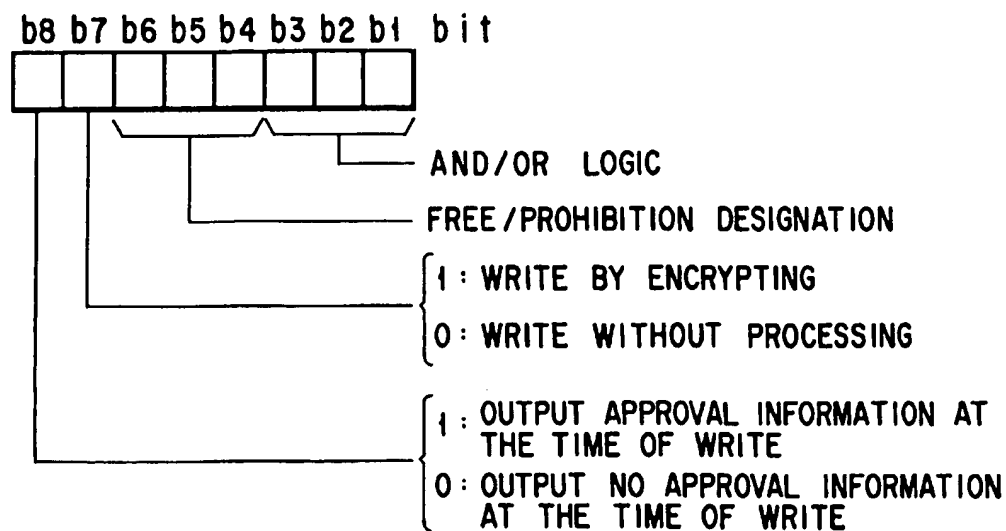 b8 b7 b6 b5 b4 b3 b2 b1 bit
AND/OR LOGIC
FREE/PROHIBITION DESIGNATION
1: WRITE BY ENCRYPTING
0: WRITE WITHOUT PROCESSING
1: OUTPUT APPROVAL INFORMATION AT
THE TIME OF WRITE
0: OUTPUT NO APPROVAL INFORMATION
AT THE TIME OF WRITE